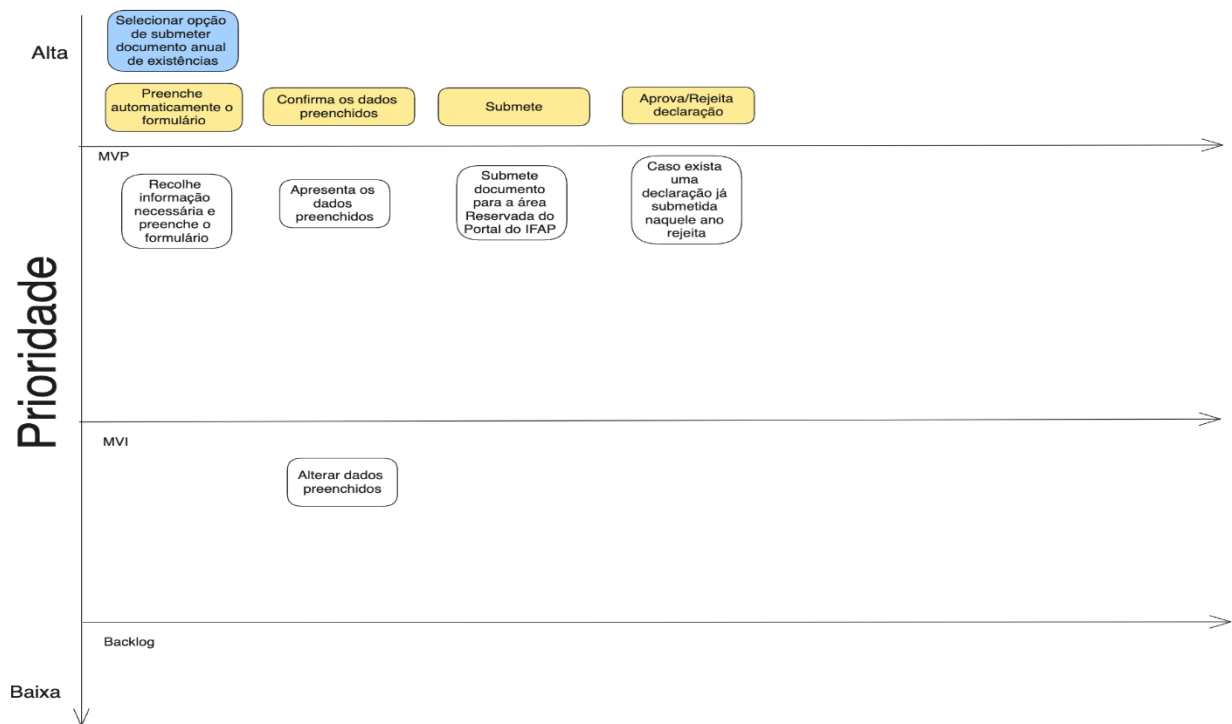 Alta
Selecionar opção
de submeter
documento anual
de existências
Preenche
automaticamente o
formulário
Confirma os dados
preenchidos
Submete
Aprova/Rejeita
declaração
MVP
Recolhe
informação
necessária e
preenche o
formulário
Apresenta os
dados
preenchidos
Submete
documento
para a área
Reservada do
Portal do IFAP
Caso exista
uma
declaração já
submetida
naquele ano
rejeita
Prioridade
MVI
Alterar dados
preenchidos
Backlog
Baixa